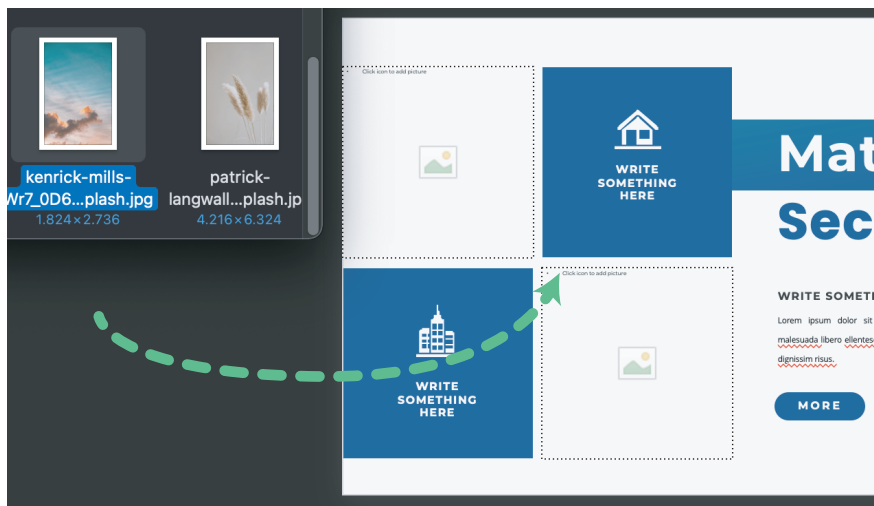 kenrick-mills-
Wr7_0D6...plash.jpg
1.824×2.736
patrick-
langwall...plash.jp
4.216×6.324
Click icon to add picture
WRITE
SOMETHING
HERE
Mat
Sec
WRITE
SOMETHING
HERE
Click icon to add picture
WRITE SOMETI
Lorem ipsum dolor sit
malesuada libero ellentes
dignissim risus.
MORE